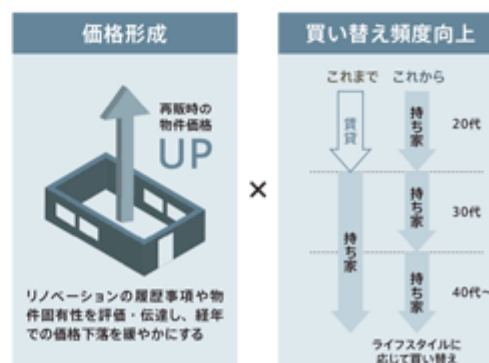 価格形成
再販時の
物件価格
UP
リノベーションの履歴事項や物
件固有性を評価・伝達し、経年
での価格下落を緩やかにする
×
買い替え頻度向上
これまで これから
賃貸
持ち家
20代
持ち家
持ち家
30代
持ち家
40代~
ライフスタイルに
応じて買い替え